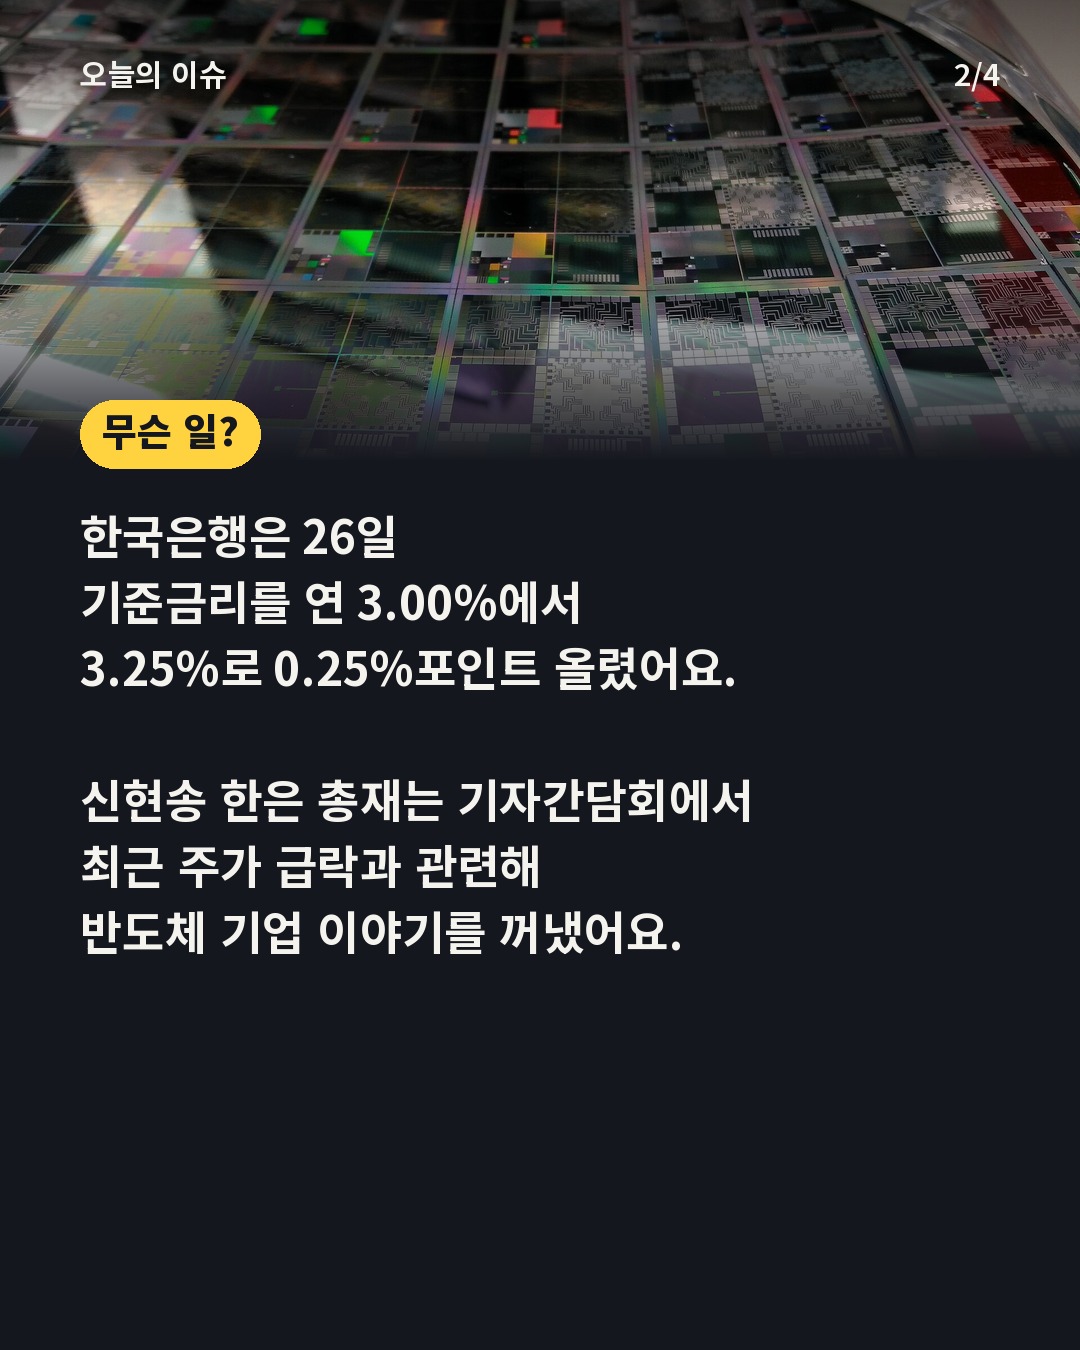 오늘의 이슈
2/4
무슨 일?
한국은행은 26일
기준금리를 연 3.00%에서
3.25%로 0.25%포인트 올렸어요.
신현송 한은 총재는 기자간담회에서
최근 주가 급락과 관련해
반도체 기업 이야기를 꺼냈어요.